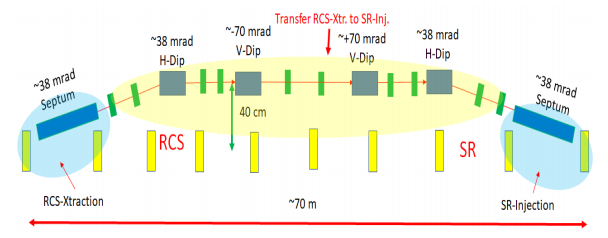 Transfer RCS-Xtr. to SR-Inj.
~38 mrad
H-Dip
~-70 mrad
V-Dip
~+70 mrad
V-Dip
~38 mrad
H-Dip
~38 mrad
Septum
~38 mrad
Septum
40 cm
RCS
SR
RCS-Xtraction
SR-Injection
~70 m